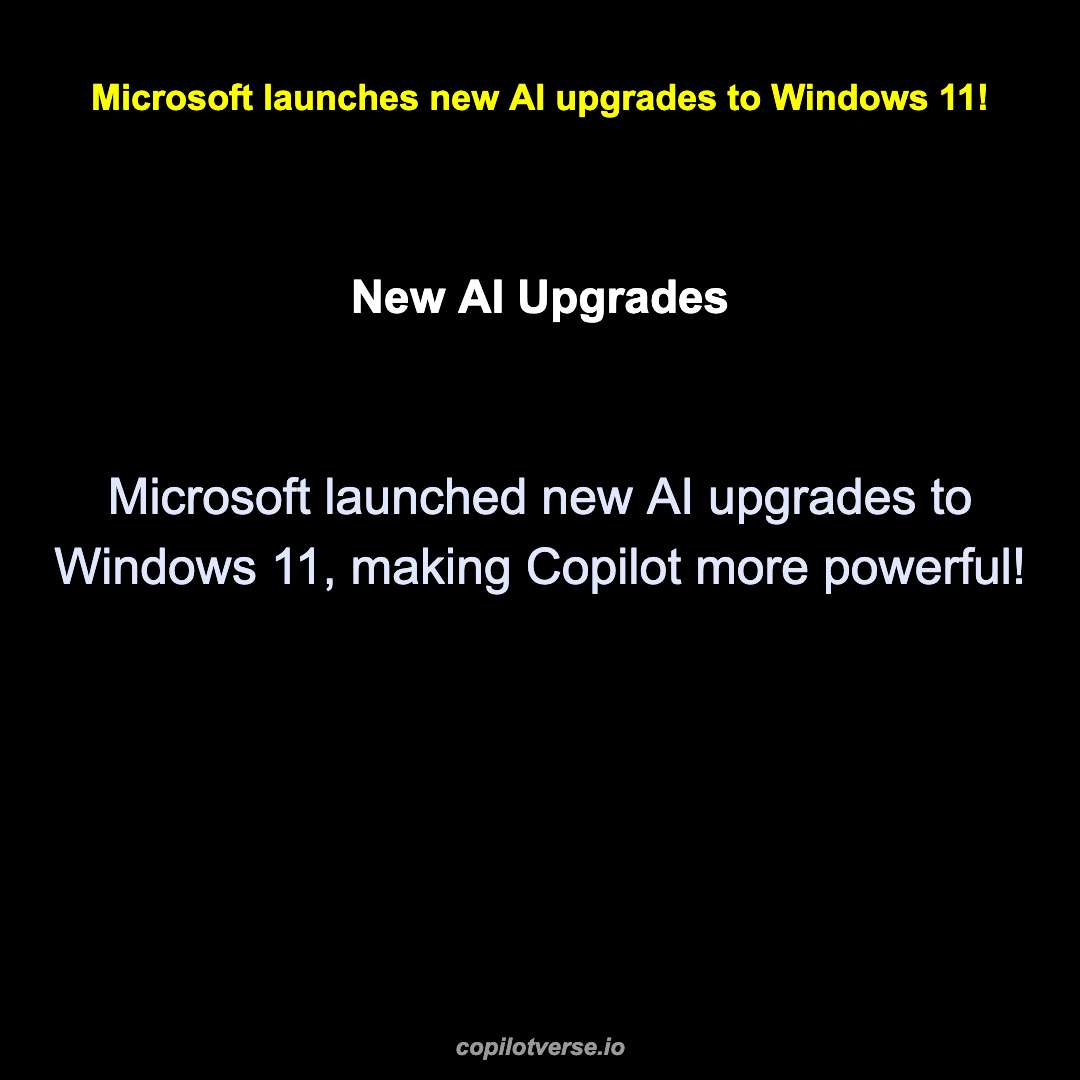 Microsoft launches new AI upgrades to Windows 11!
New AI Upgrades
Microsoft launched new AI upgrades to
Windows 11, making Copilot more powerful!
copilotverse.io